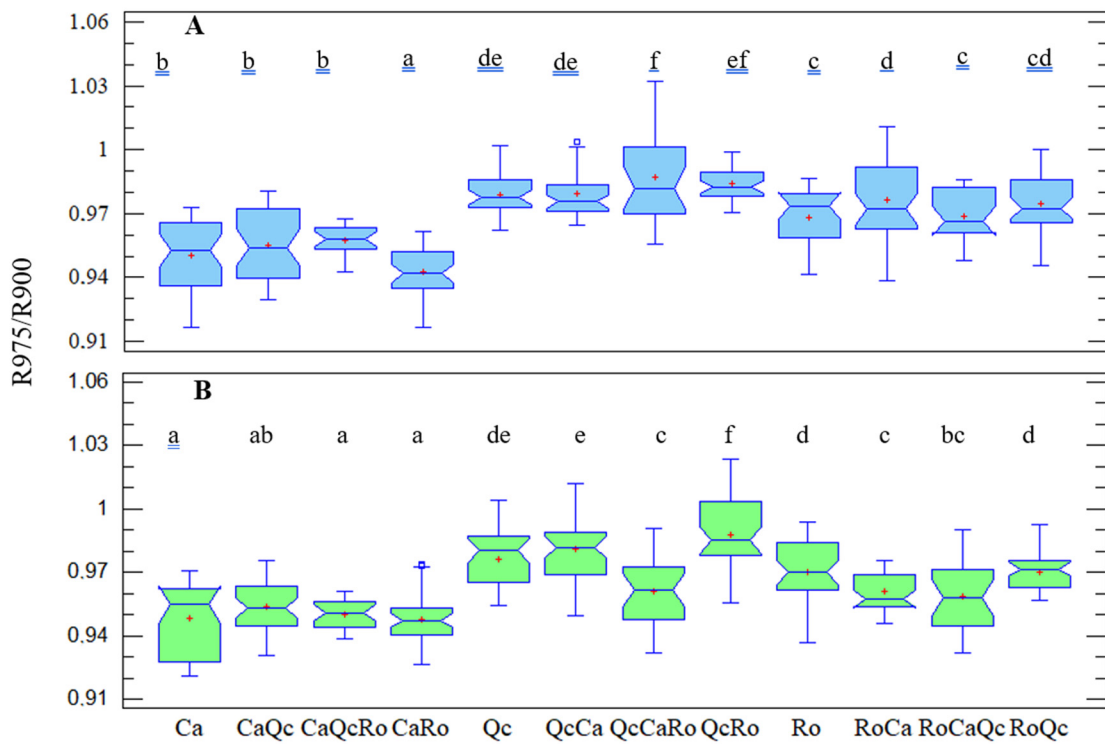 1.06
A
b b b a de de f ef c d c cd
1.03
1
0.97
0.94
0.91
R975/R900
1.06
B
a ab a a de e c f d c bc d
1.03
1
0.97
0.94
0.91
Ca CaQc CaQcRo CaRo Qc QcCa QcCaRo QcRo Ro RoCa RoCaQc RoQc